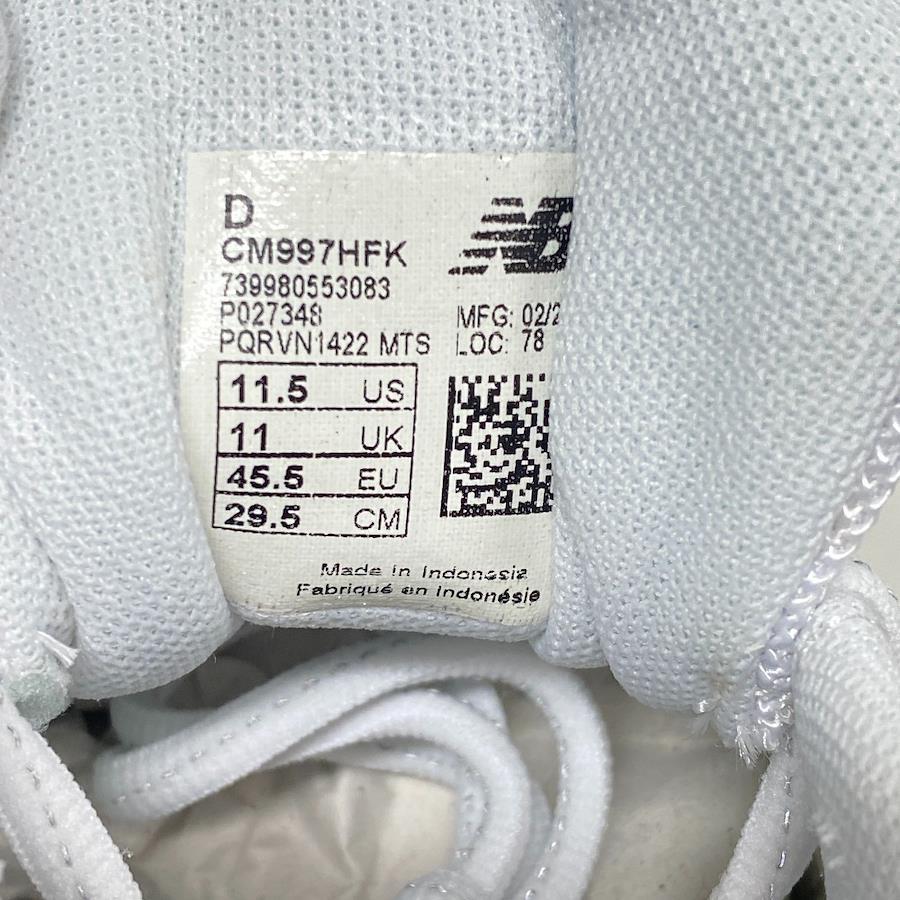 D
NB
CM997HFK
739980553083
P027348
MFG: 02/2
PQRVN1422 MTS
LOC: 78
11.5 US
11 UK
45.5 EU
29.5 CM
Made in Indonesia
Fabriqué en Indonésie